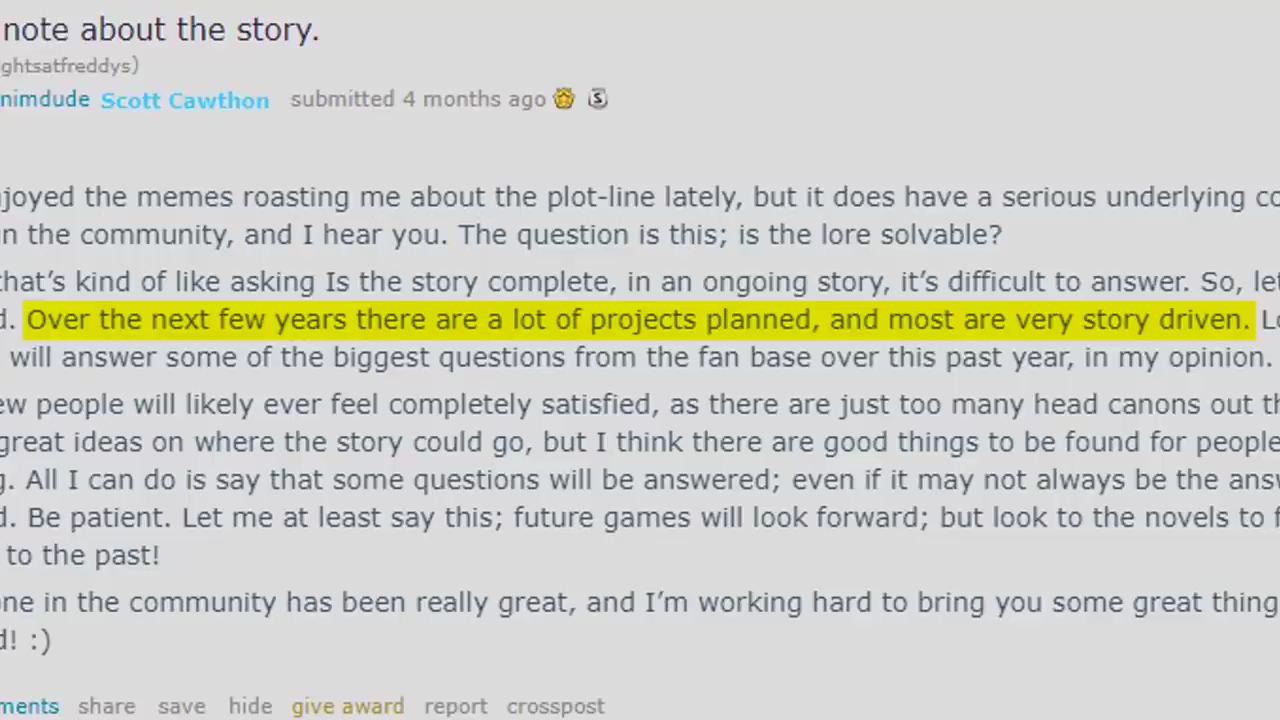 note about the story.
ghtsatfreddys)
nimdude Scott Cawthon submitted 4 months ago
joyed the memes roasting me about the plot-line lately, but it does have a serious underlying co
n the community, and I hear you. The question is this; is the lore solvable?
that's kind of like asking Is the story complete, in an ongoing story, it's difficult to answer. So, let
d. Over the next few years there are a lot of projects planned, and most are very story driven. Lo
will answer some of the biggest questions from the fan base over this past year, in my opinion.
ew people will likely ever feel completely satisfied, as there are just too many head canons out th
great ideas on where the story could go, but I think there are good things to be found for people
g. All I can do is say that some questions will be answered; even if it may not always be the answ
d. Be patient. Let me at least say this; future games will look forward; but look to the novels to f
to the past!
one in the community has been really great, and I'm working hard to bring you some great thing
d! :)
ments share save hide give award report crosspost